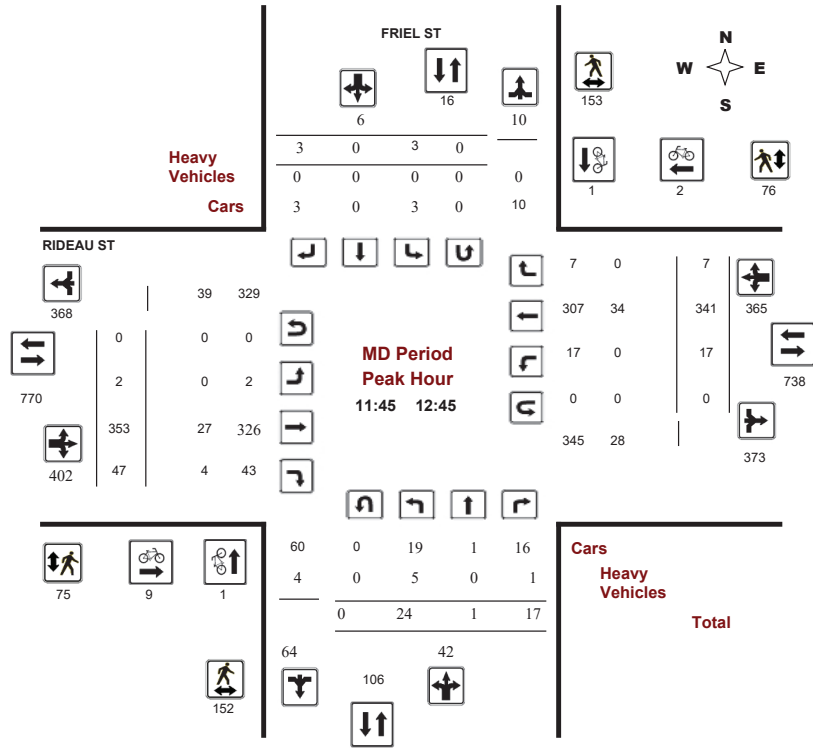 FRIEL ST
N
W E
S
16
153
6 10
3 0 3 0
Heavy
Vehicles
0 0 0 0 0
Cars
3 0 3 0 10
1 2 76
RIDEAU ST
368
39 329
7 0 7
365
0 0 0
307 34 341
770
MD Period
Peak Hour
11:45 12:45
2 0 2
17 0 17
738
353 27 326
0 0 0
402
47 4 43
345 28
373
60 0 19 1 16
Cars
4 0 5 0 1
Heavy
Vehicles
75 9 1
0 24 1 17
Total
64 42
106
152